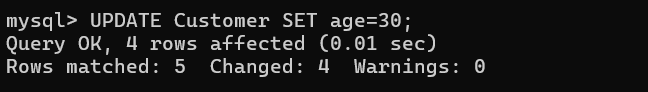 mysql> UPDATE Customer SET age=30;
Query OK, 4 rows affected (0.01 sec)
Rows matched: 5  Changed: 4  Warnings: 0